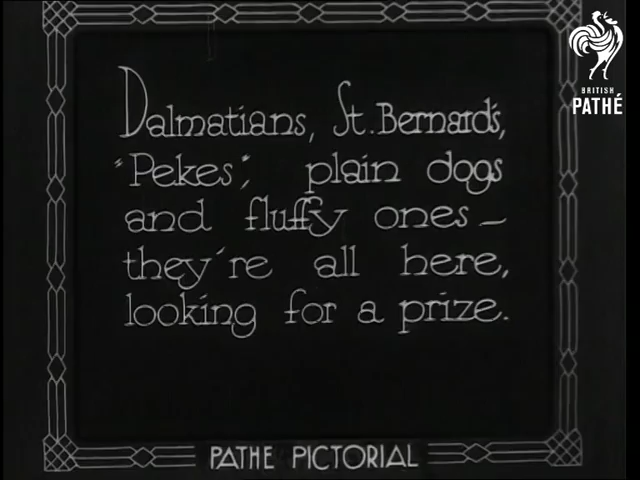 Dalmatians, St. Bernard's,
'Pekes', plain dogs
and fluffy ones –
they're all here,
looking for a prize.
PATHE PICTORIAL
BRITISH
PATHÉ